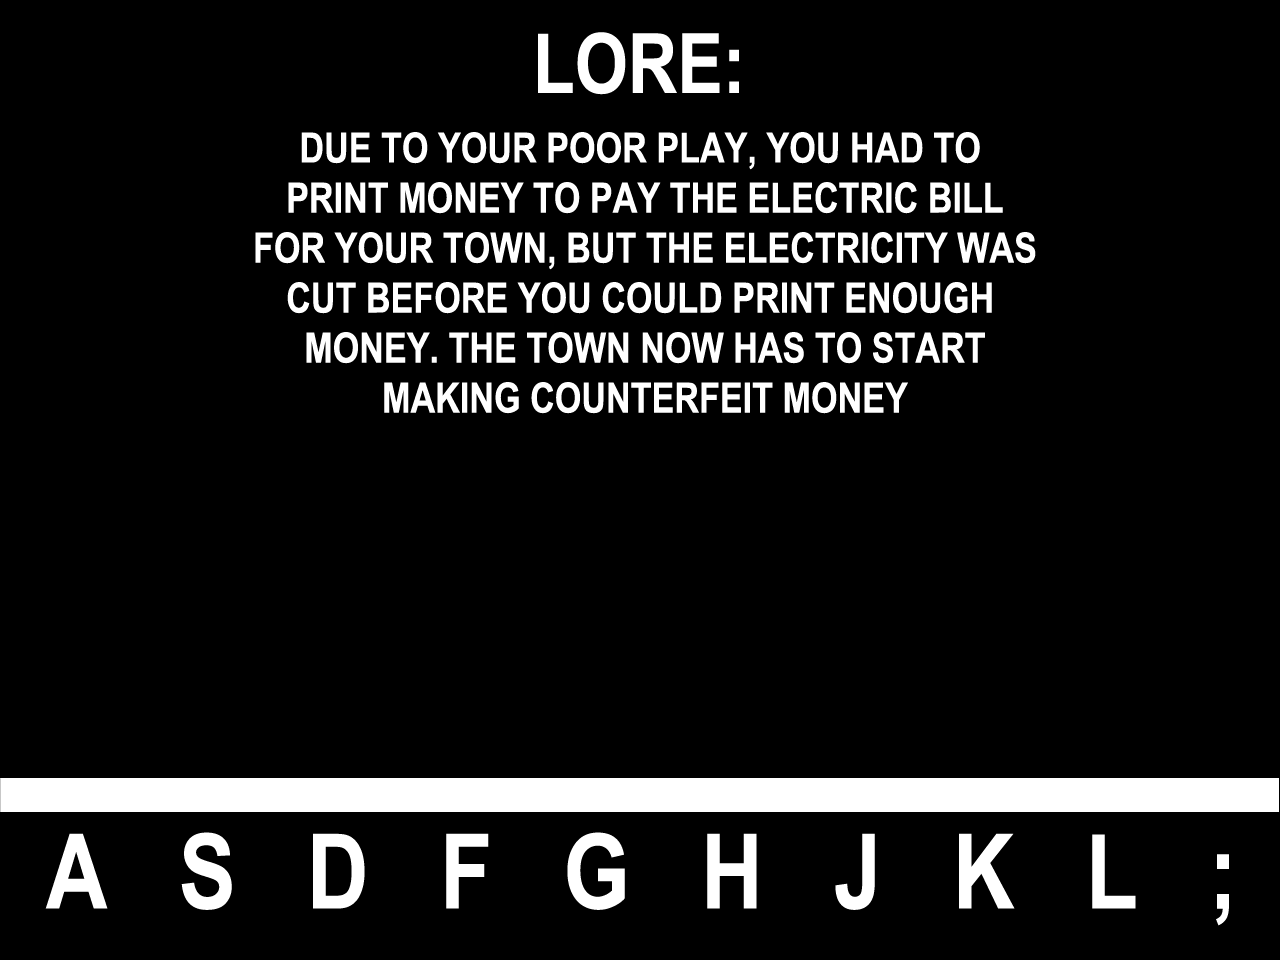 LORE:
DUE TO YOUR POOR PLAY, YOU HAD TO
PRINT MONEY TO PAY THE ELECTRIC BILL
FOR YOUR TOWN, BUT THE ELECTRICITY WAS
CUT BEFORE YOU COULD PRINT ENOUGH
MONEY. THE TOWN NOW HAS TO START
MAKING COUNTERFEIT MONEY
A S D F G H J K L ;